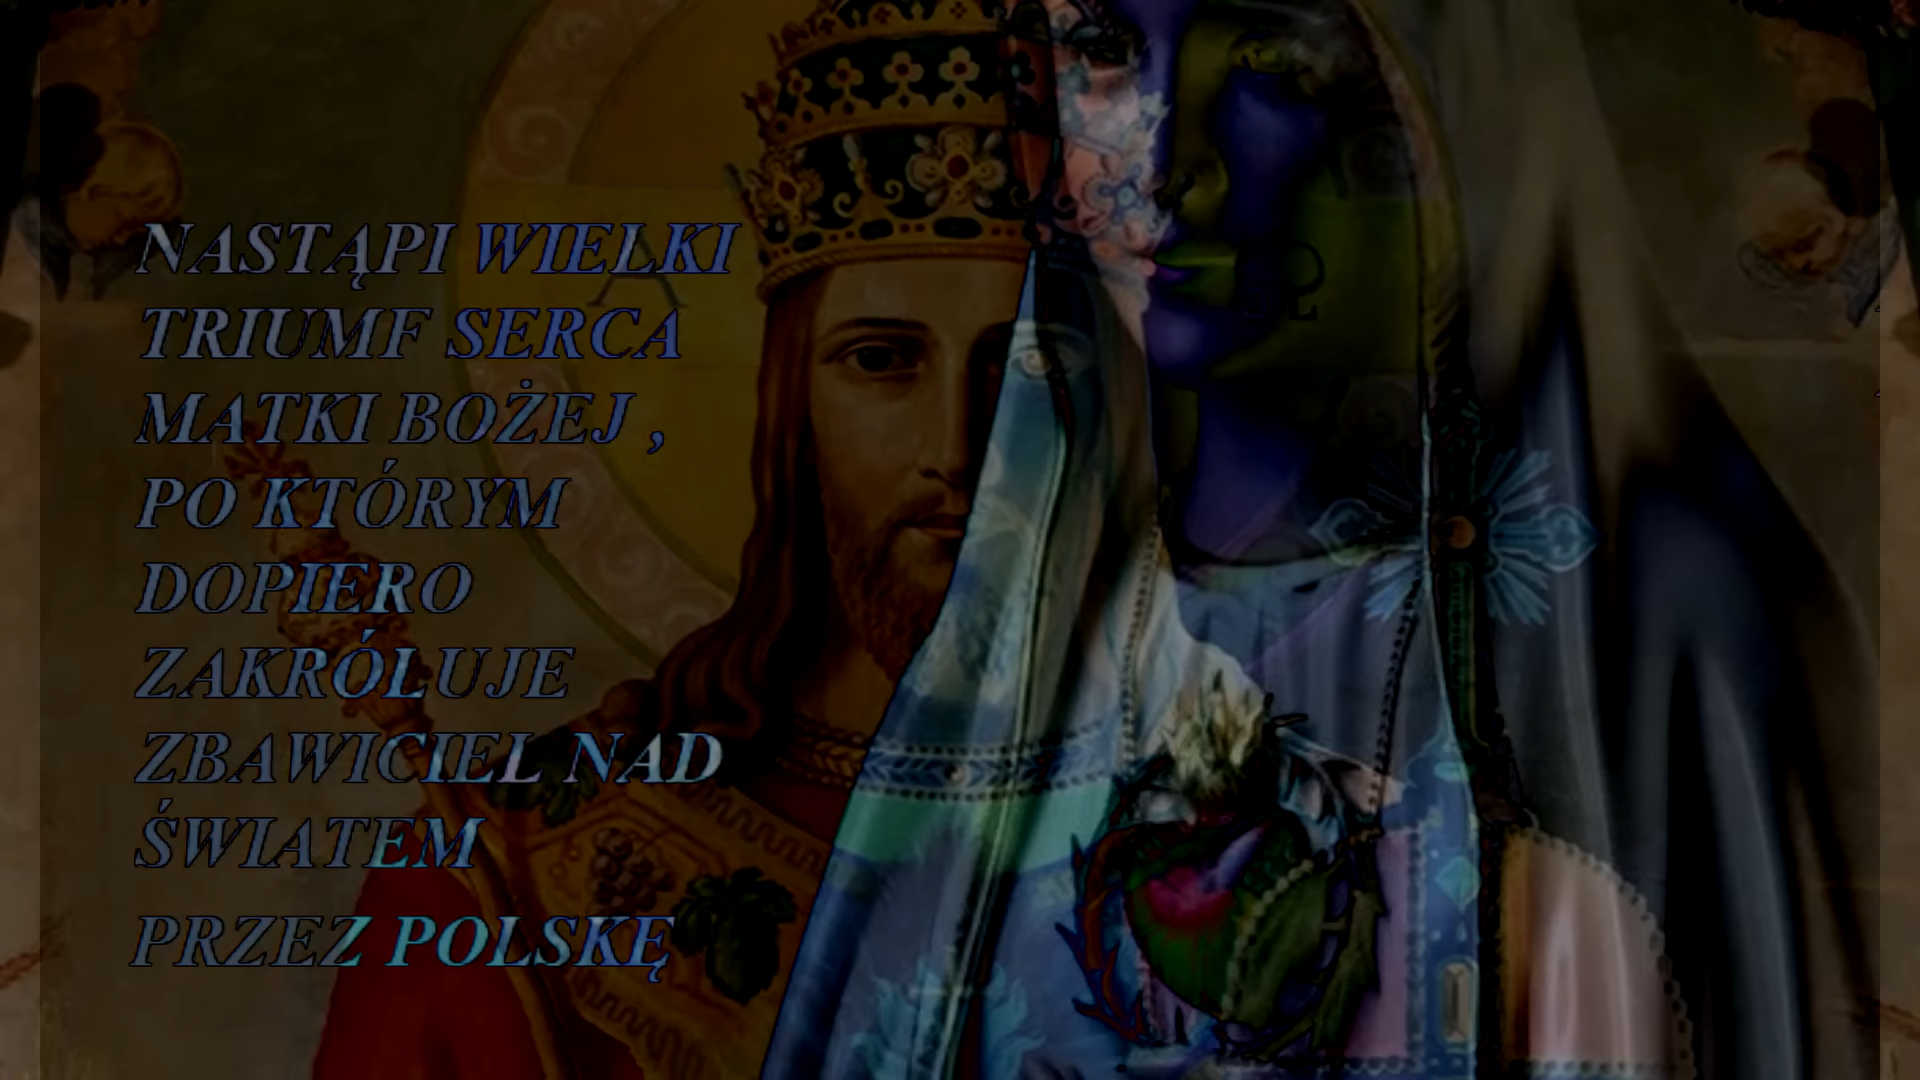 NASTĄPI WIELKI
TRIUMF SERCA
MATKI BOŻEJ ,
PO KTÓRYM
DOPIERO
ZAKRÓLUJE
ZBAWICIEL NAD
ŚWIATEM
PRZEZ POLSKĘ